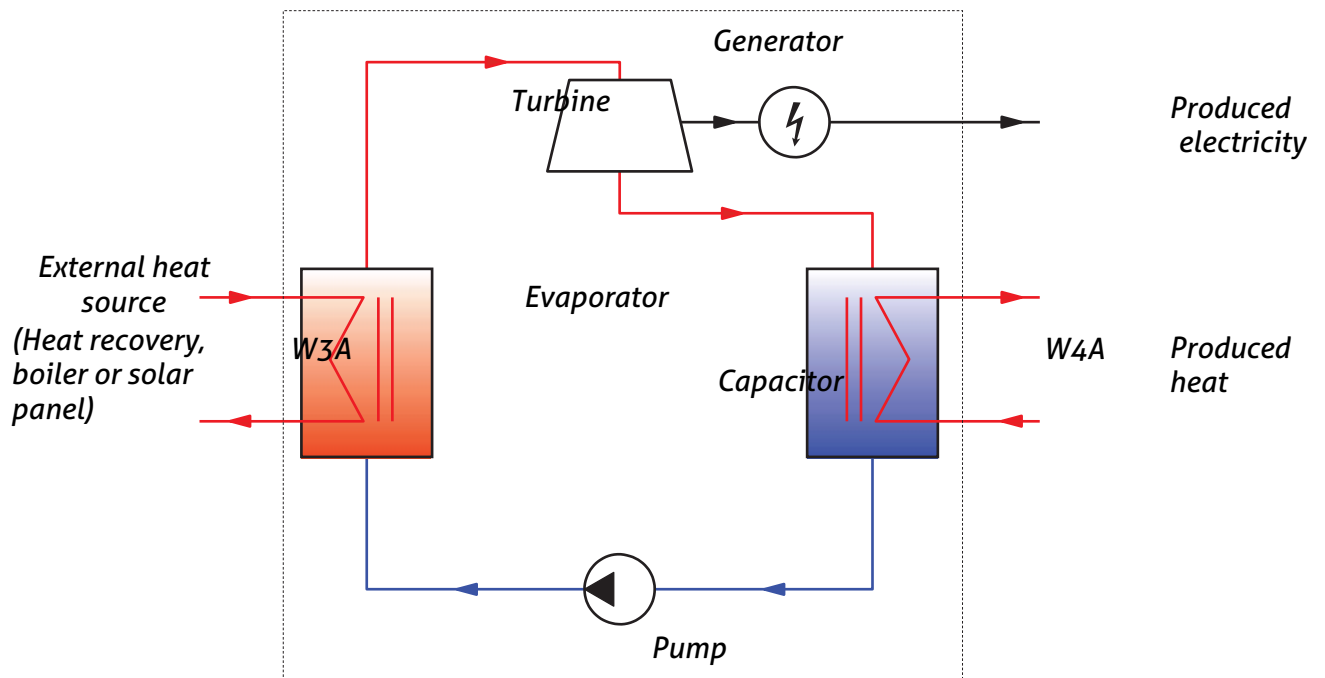 Generator
Turbine
Produced
electricity
External heat
source
(Heat recovery,
boiler or solar
panel)
Evaporator
W3A
Capacitor
W4A
Produced
heat
Pump